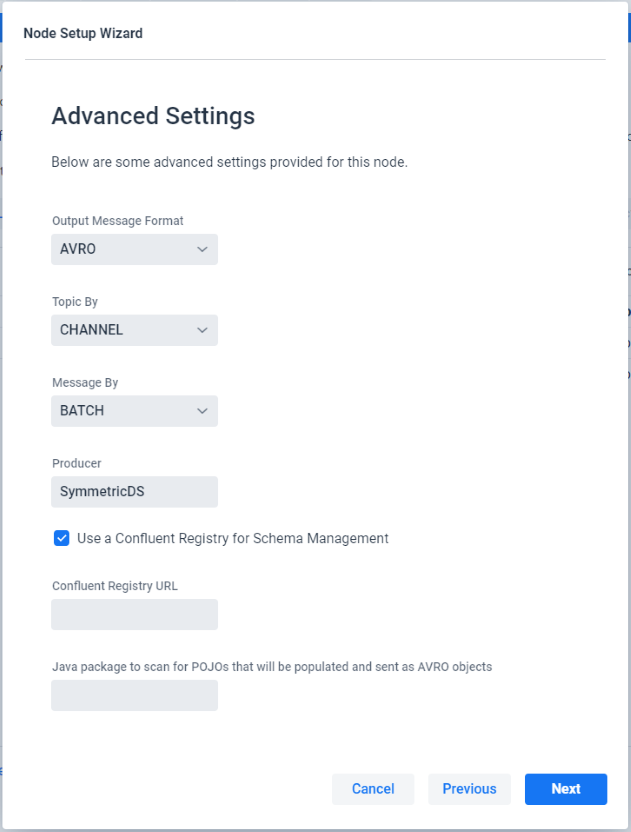 Node Setup Wizard
Advanced Settings
Below are some advanced settings provided for this node.
Output Message Format
AVRO
Topic By
CHANNEL
Message By
BATCH
Producer
SymmetricDS
Use a Confluent Registry for Schema Management
Confluent Registry URL
Java package to scan for POJOs that will be populated and sent as AVRO objects
Cancel Previous Next